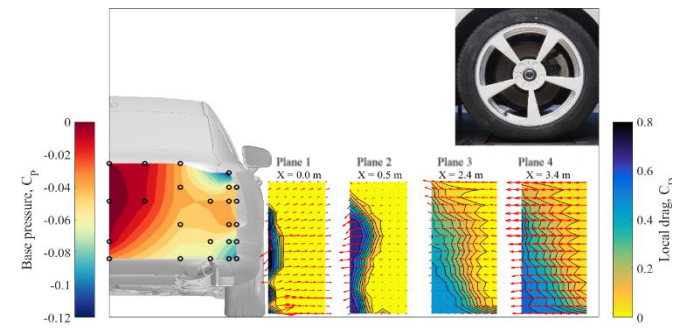 Base pressure, C_P
0
-0.02
-0.04
-0.06
-0.08
-0.1
-0.12
Plane 1
X = 0.0 m
Plane 2
X = 0.5 m
Plane 3
X = 2.4 m
Plane 4
X = 3.4 m
0.8
0.6
0.4
0.2
0
Local drag, C_D